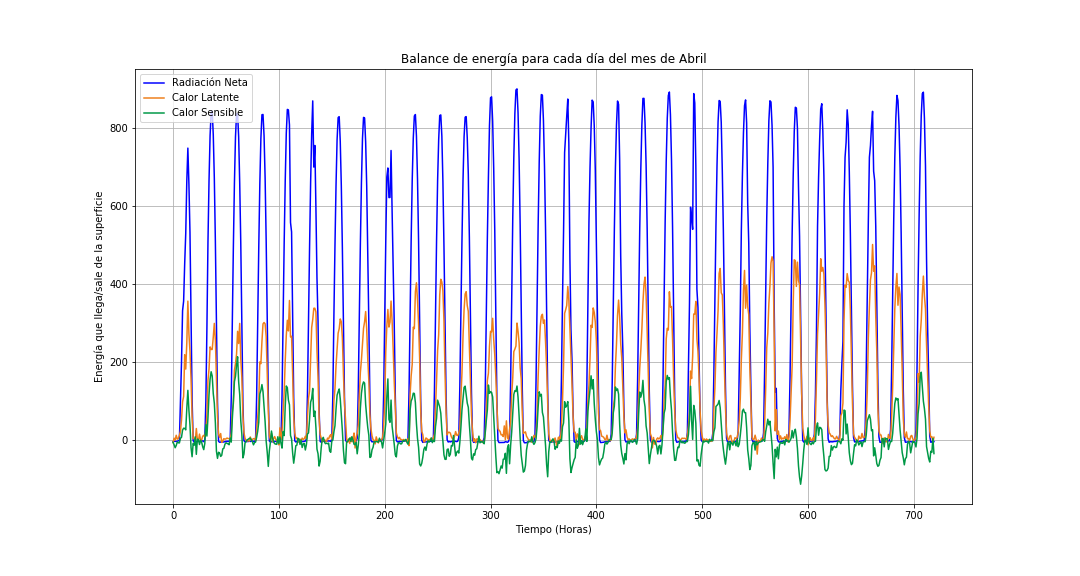 Balance de energía para cada día del mes de Abril
Radiación Neta
Calor Latente
Calor Sensible
Energía que llega/sale de la superficie
800
600
400
200
0
0 100 200 300 400 500 600 700
Tiempo (Horas)